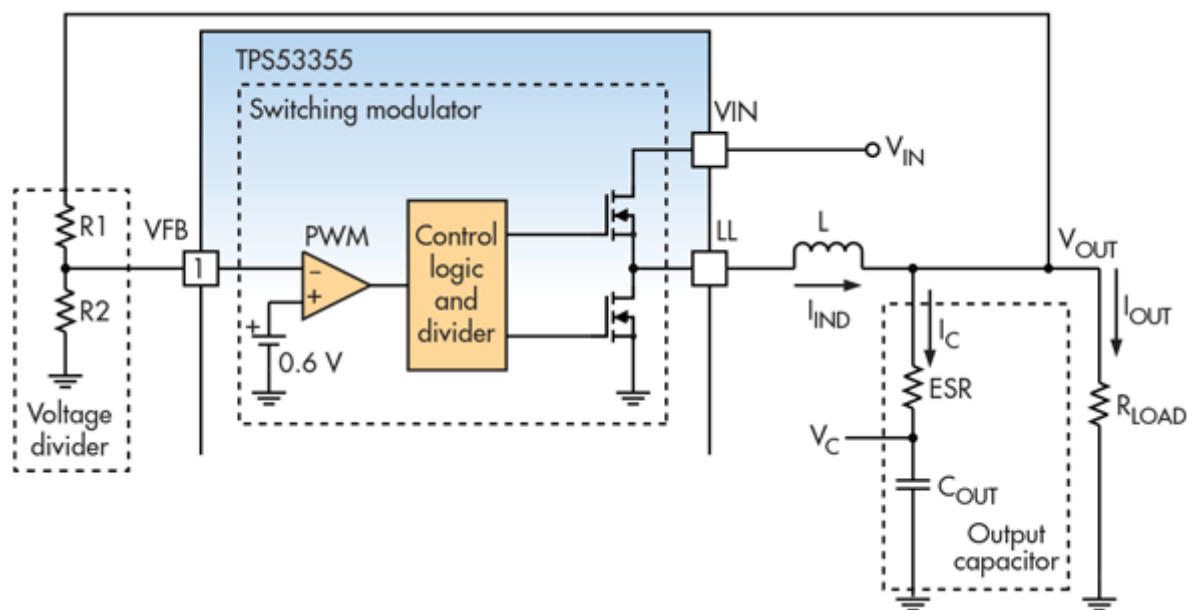 TPS53355
Switching modulator
VIN
V_IN
R1
VFB
PWM
Control
logic
and
divider
LL
L
V_OUT
1
−
+
R2
I_IND
I_C
I_OUT
+
0.6 V
ESR
R_LOAD
Voltage
divider
V_C
C_OUT
Output
capacitor